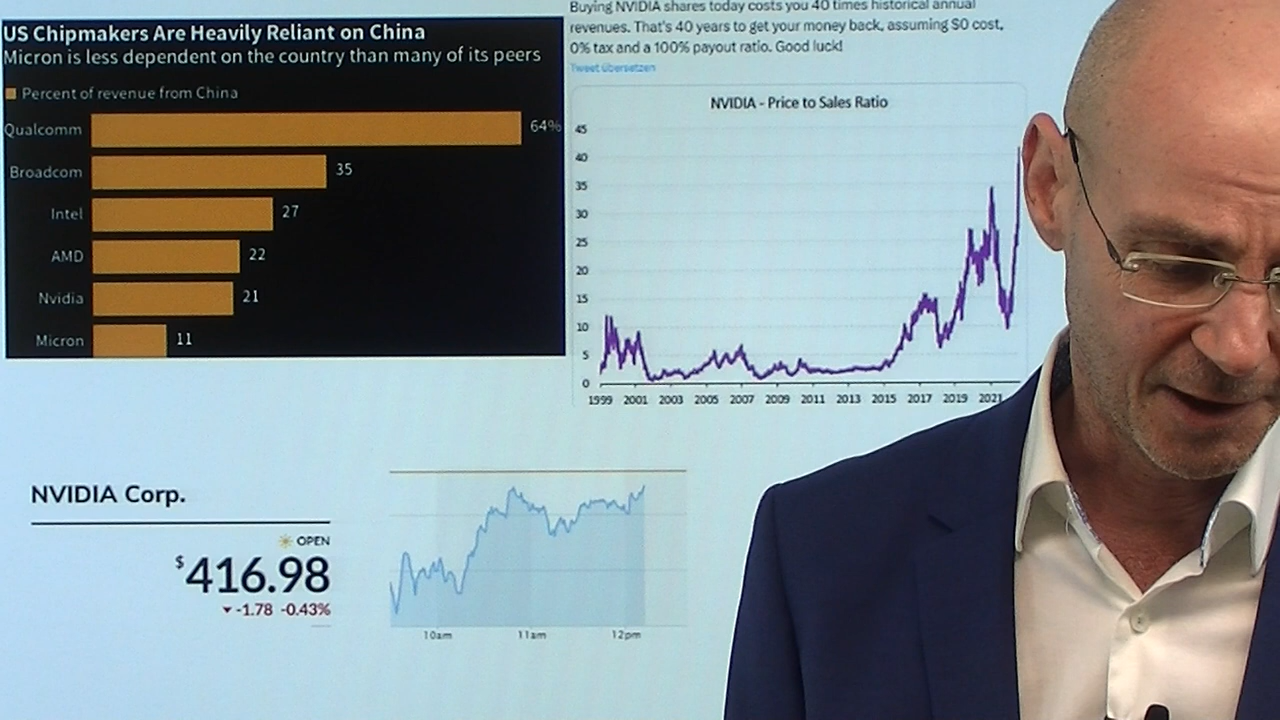 US Chipmakers Are Heavily Reliant on China
Micron is less dependent on the country than many of its peers
Percent of revenue from China
Qualcomm 64%
Broadcom 35
Intel 27
AMD 22
Nvidia 21
Micron 11
Buying NVIDIA shares today costs you 40 times historical annual
revenues. That's 40 years to get your money back, assuming $0 cost,
0% tax and a 100% payout ratio. Good luck!
Tweet übersetzen
NVIDIA - Price to Sales Ratio
45
40
35
30
25
20
15
10
5
0
1999 2001 2003 2005 2007 2009 2011 2013 2015 2017 2019 2021
NVIDIA Corp.
OPEN
$416.98
-1.78 -0.43%
10am 11am 12pm